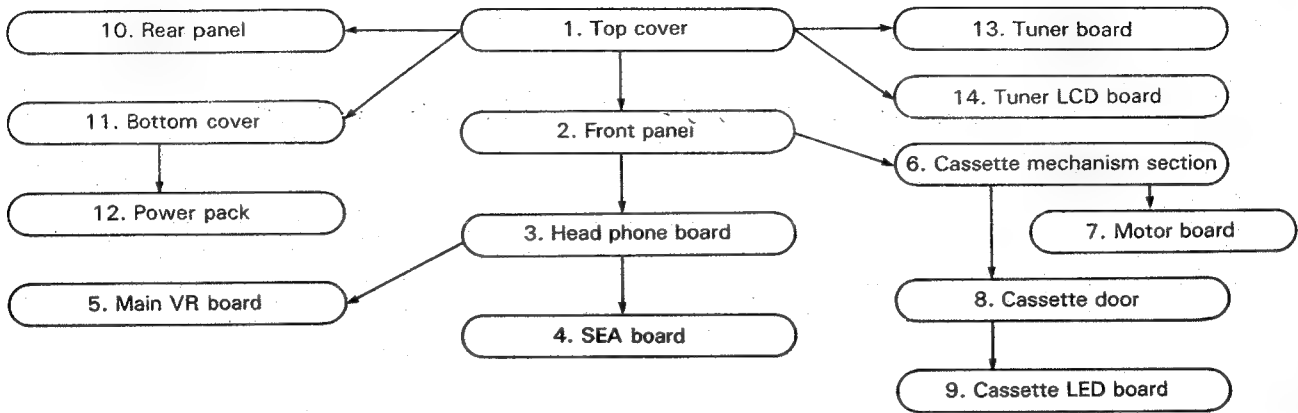 10. Rear panel
1. Top cover
13. Tuner board
14. Tuner LCD board
11. Bottom cover
2. Front panel
6. Cassette mechanism section
12. Power pack
3. Head phone board
7. Motor board
5. Main VR board
8. Cassette door
4. SEA board
9. Cassette LED board